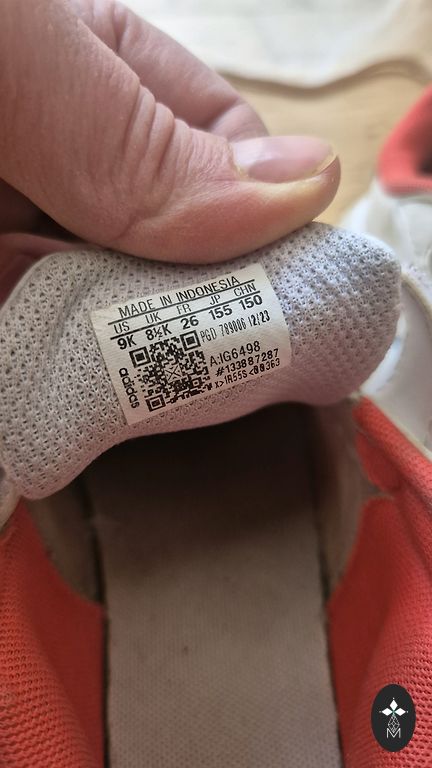 MADE IN INDONESIA
US UK FR JP CHN
9K 8½K 26 155 150
PGD 789006 12/23
A:IG6498
#133887287
adidas